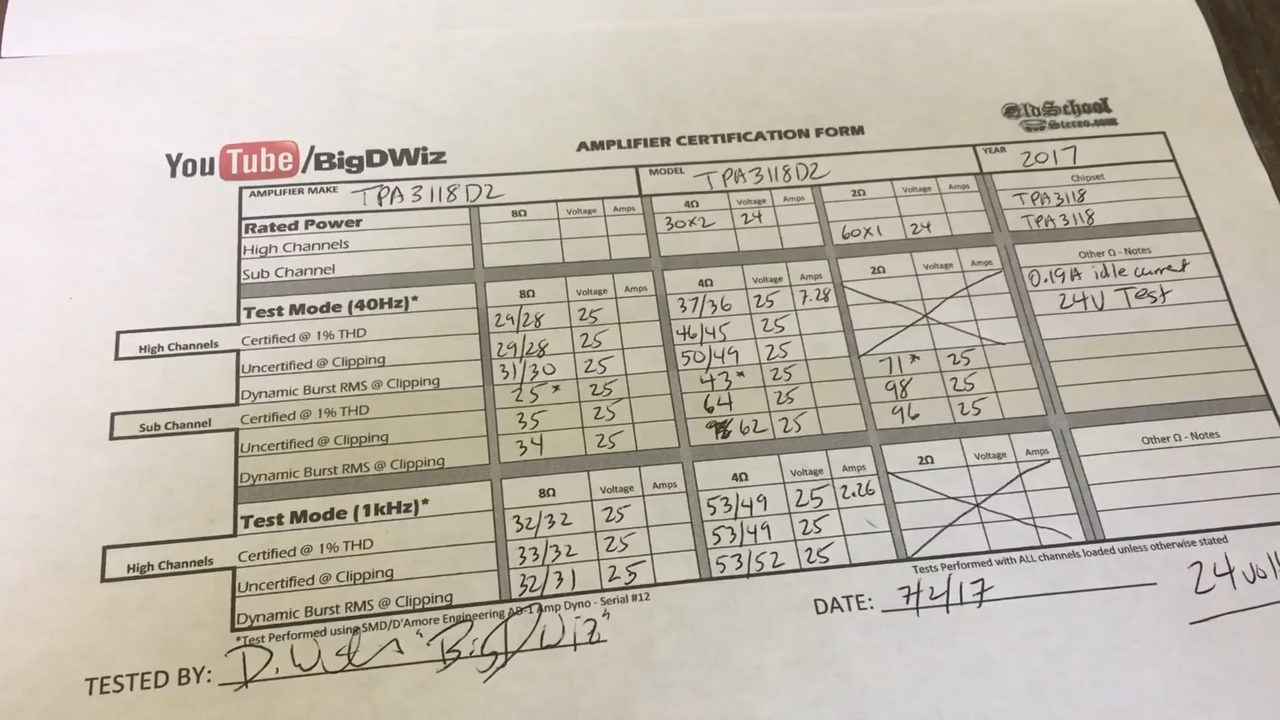 You Tube /BigDWiz
AMPLIFIER CERTIFICATION FORM
OldSchool
Stereo.com
AMPLIFIER MAKE TPA3118D2 MODEL TPA3118D2 YEAR 2017
Rated Power 8Ω Voltage Amps 4Ω Voltage Amps 2Ω Voltage Amps Chipset
High Channels 30x2 24 TPA3118
Sub Channel 60x1 24 TPA3118
Test Mode (40Hz)* 8Ω Voltage Amps 4Ω Voltage Amps 2Ω Voltage Amps Other Ω - Notes
High Channels Certified @ 1% THD 29/28 25 37/36 25 7.28 0.19A idle current
Uncertified @ Clipping 29/28 25 46/45 25 24V Test
Dynamic Burst RMS @ Clipping 31/30 25 50/49 25
Sub Channel Certified @ 1% THD 25* 25 43* 25 71* 25
Uncertified @ Clipping 35 25 64 25 98 25
Dynamic Burst RMS @ Clipping 34 25 62 25 96 25
Test Mode (1kHz)* 8Ω Voltage Amps 4Ω Voltage Amps 2Ω Voltage Amps Other Ω - Notes
High Channels Certified @ 1% THD 32/32 25 53/49 25 2.26
Uncertified @ Clipping 33/32 25 53/49 25
Dynamic Burst RMS @ Clipping 32/31 25 53/52 25
*Test Performed using SMD/D'Amore Engineering AD-1 Amp Dyno - Serial #12
Tests Performed with ALL channels loaded unless otherwise stated
TESTED BY: D. "BigDWiz" DATE: 7/2/17 24 volt